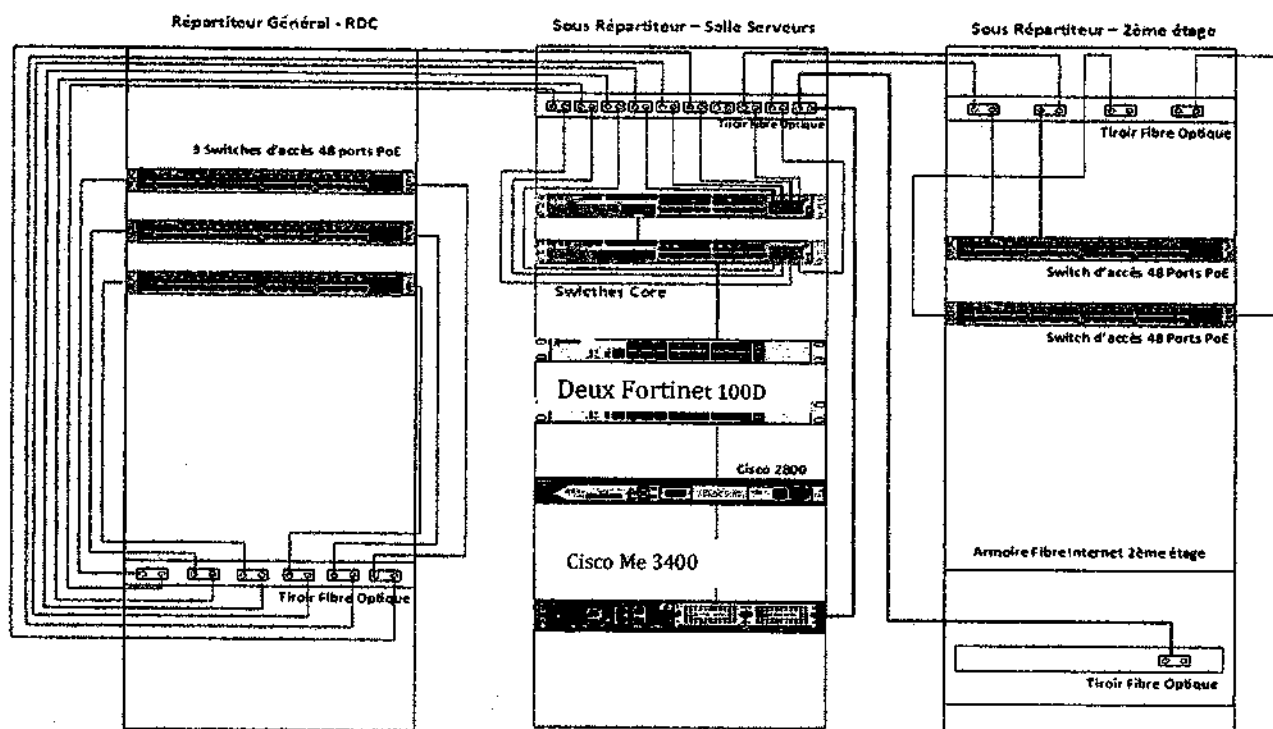 Répartiteur Général - RDC
9 Switches d'accès 48 ports PoE
Tiroir Fibre Optique
Sous Répartiteur – Salle Serveurs
Tiroir Fibre Optique
Swicthes Core
Deux Fortinet 100D
Cisco 2800
Cisco Me 3400
Sous Répartiteur – 2ème étage
Tiroir Fibre Optique
Switch d'accès 48 Ports PoE
Switch d'accès 48 Ports PoE
Armoire Fibre Internet 2ème étage
Tiroir Fibre Optique